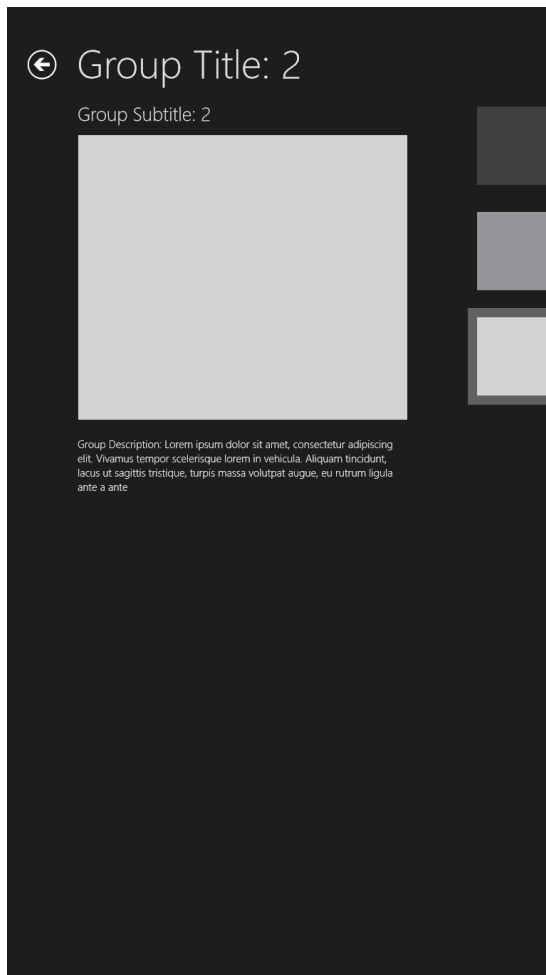 Group Title: 2
Group Subtitle: 2
Group Description: Lorem ipsum dolor sit amet, consectetur adipiscing
elit. Vivamus tempor scelerisque lorem in vehicula. Aliquam tincidunt,
lacus ut sagittis tristique, turpis massa volutpat augue, eu rutrum ligula
ante a ante